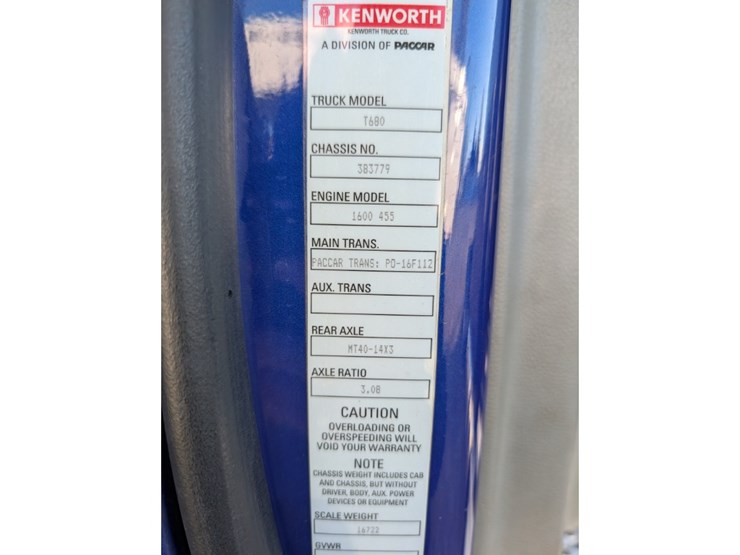 KENWORTH
KENWORTH TRUCK CO.
A DIVISION OF PACCAR
TRUCK MODEL
T680
CHASSIS NO.
383779
ENGINE MODEL
1600 455
MAIN TRANS.
PACCAR TRANS: PO-16F112
AUX. TRANS
REAR AXLE
MT40-14X3
AXLE RATIO
3.08
CAUTION
OVERLOADING OR
OVERSPEEDING WILL
VOID YOUR WARRANTY
NOTE
CHASSIS WEIGHT INCLUDES CAB
AND CHASSIS, BUT WITHOUT
DRIVER, BODY, AUX. POWER
DEVICES OR EQUIPMENT
SCALE WEIGHT
16722
GVWR